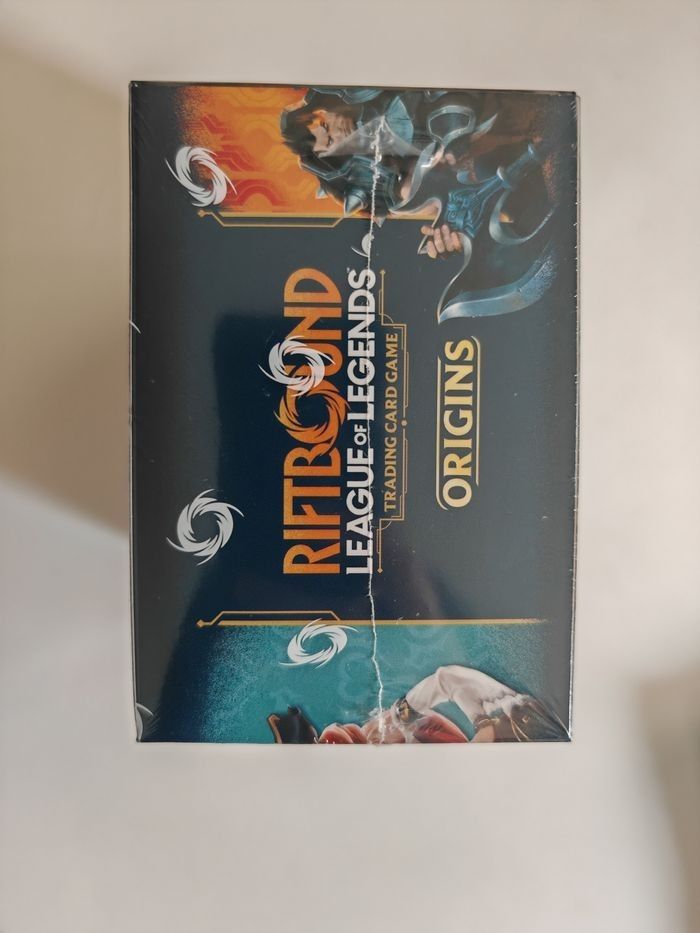 RIFTBOUND
LEAGUE OF LEGENDS
TRADING CARD GAME
ORIGINS